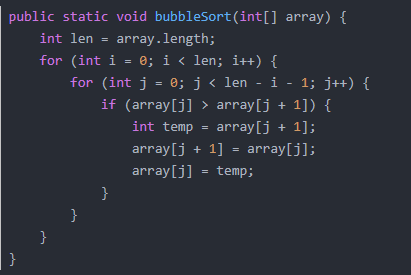 public static void bubbleSort(int[] array) {
    int len = array.length;
    for (int i = 0; i < len; i++) {
        for (int j = 0; j < len - i - 1; j++) {
            if (array[j] > array[j + 1]) {
                int temp = array[j + 1];
                array[j + 1] = array[j];
                array[j] = temp;
            }
        }
    }
}